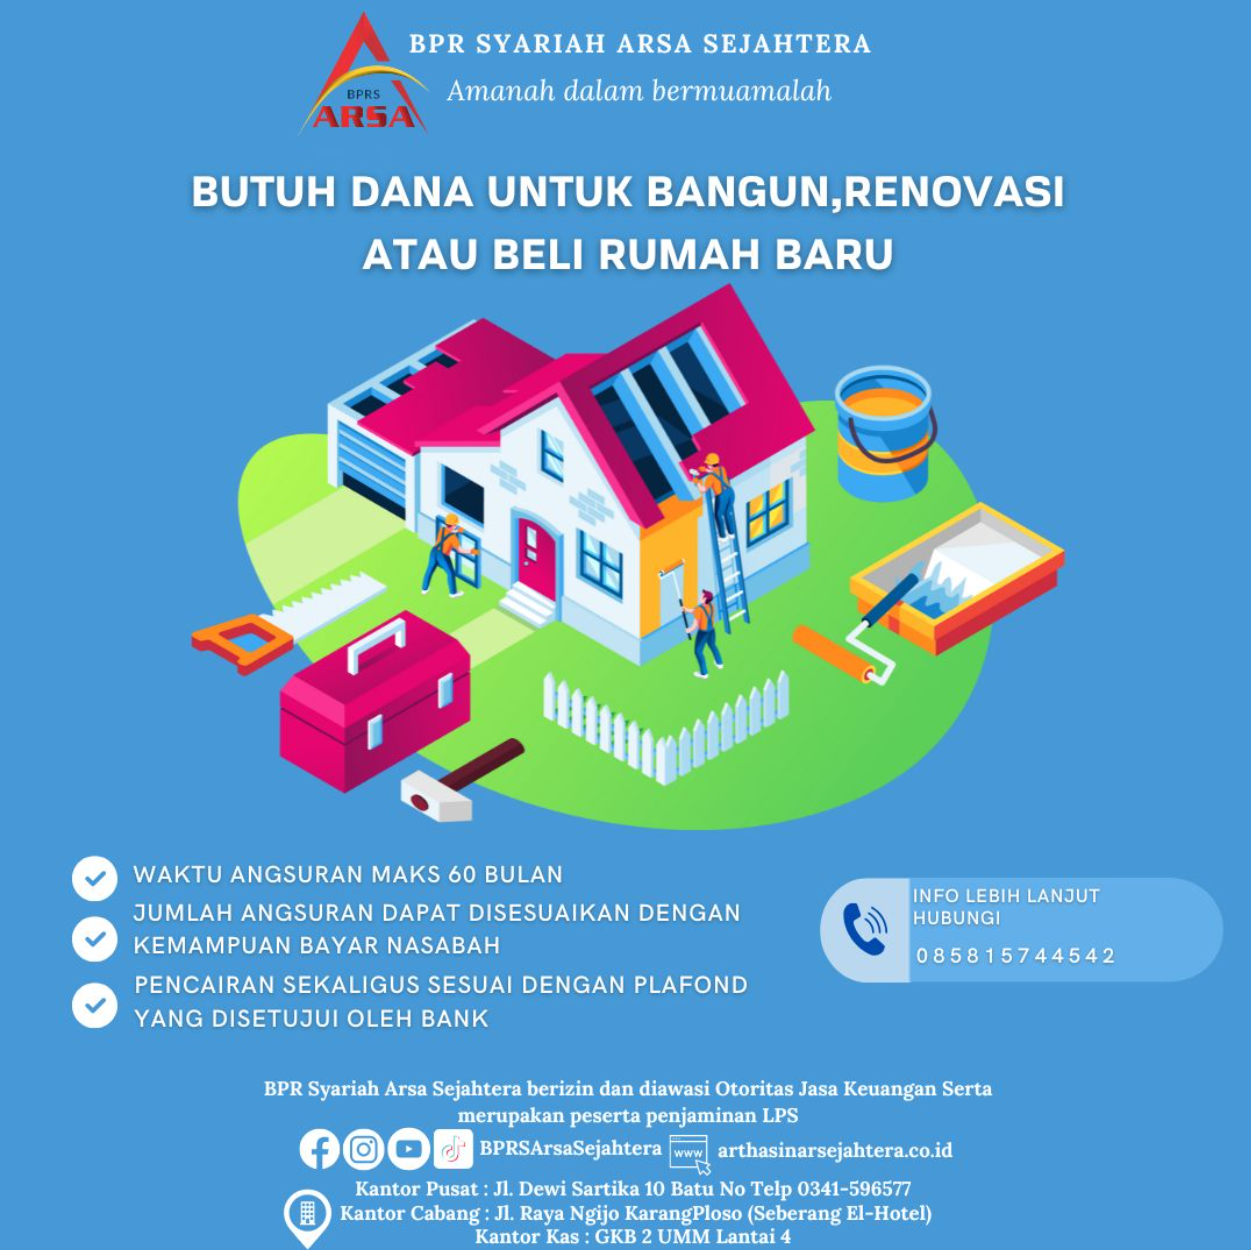 BPR SYARIAH ARSA SEJAHTERA
Amanah dalam bermuamalah
BPRS
ARSA
BUTUH DANA UNTUK BANGUN,RENOVASI
ATAU BELI RUMAH BARU
WAKTU ANGSURAN MAKS 60 BULAN
JUMLAH ANGSURAN DAPAT DISESUAIKAN DENGAN
KEMAMPUAN BAYAR NASABAH
PENCAIRAN SEKALIGUS SESUAI DENGAN PLAFOND
YANG DISETUJUI OLEH BANK
INFO LEBIH LANJUT
HUBUNGI
085815744542
BPR Syariah Arsa Sejahtera berizin dan diawasi Otoritas Jasa Keuangan Serta
merupakan peserta penjaminan LPS
BPRSArsaSejahtera www arthasinarsejahtera.co.id
Kantor Pusat : Jl. Dewi Sartika 10 Batu No Telp 0341-596577
Kantor Cabang : Jl. Raya Ngijo KarangPloso (Seberang El-Hotel)
Kantor Kas : GKB 2 UMM Lantai 4